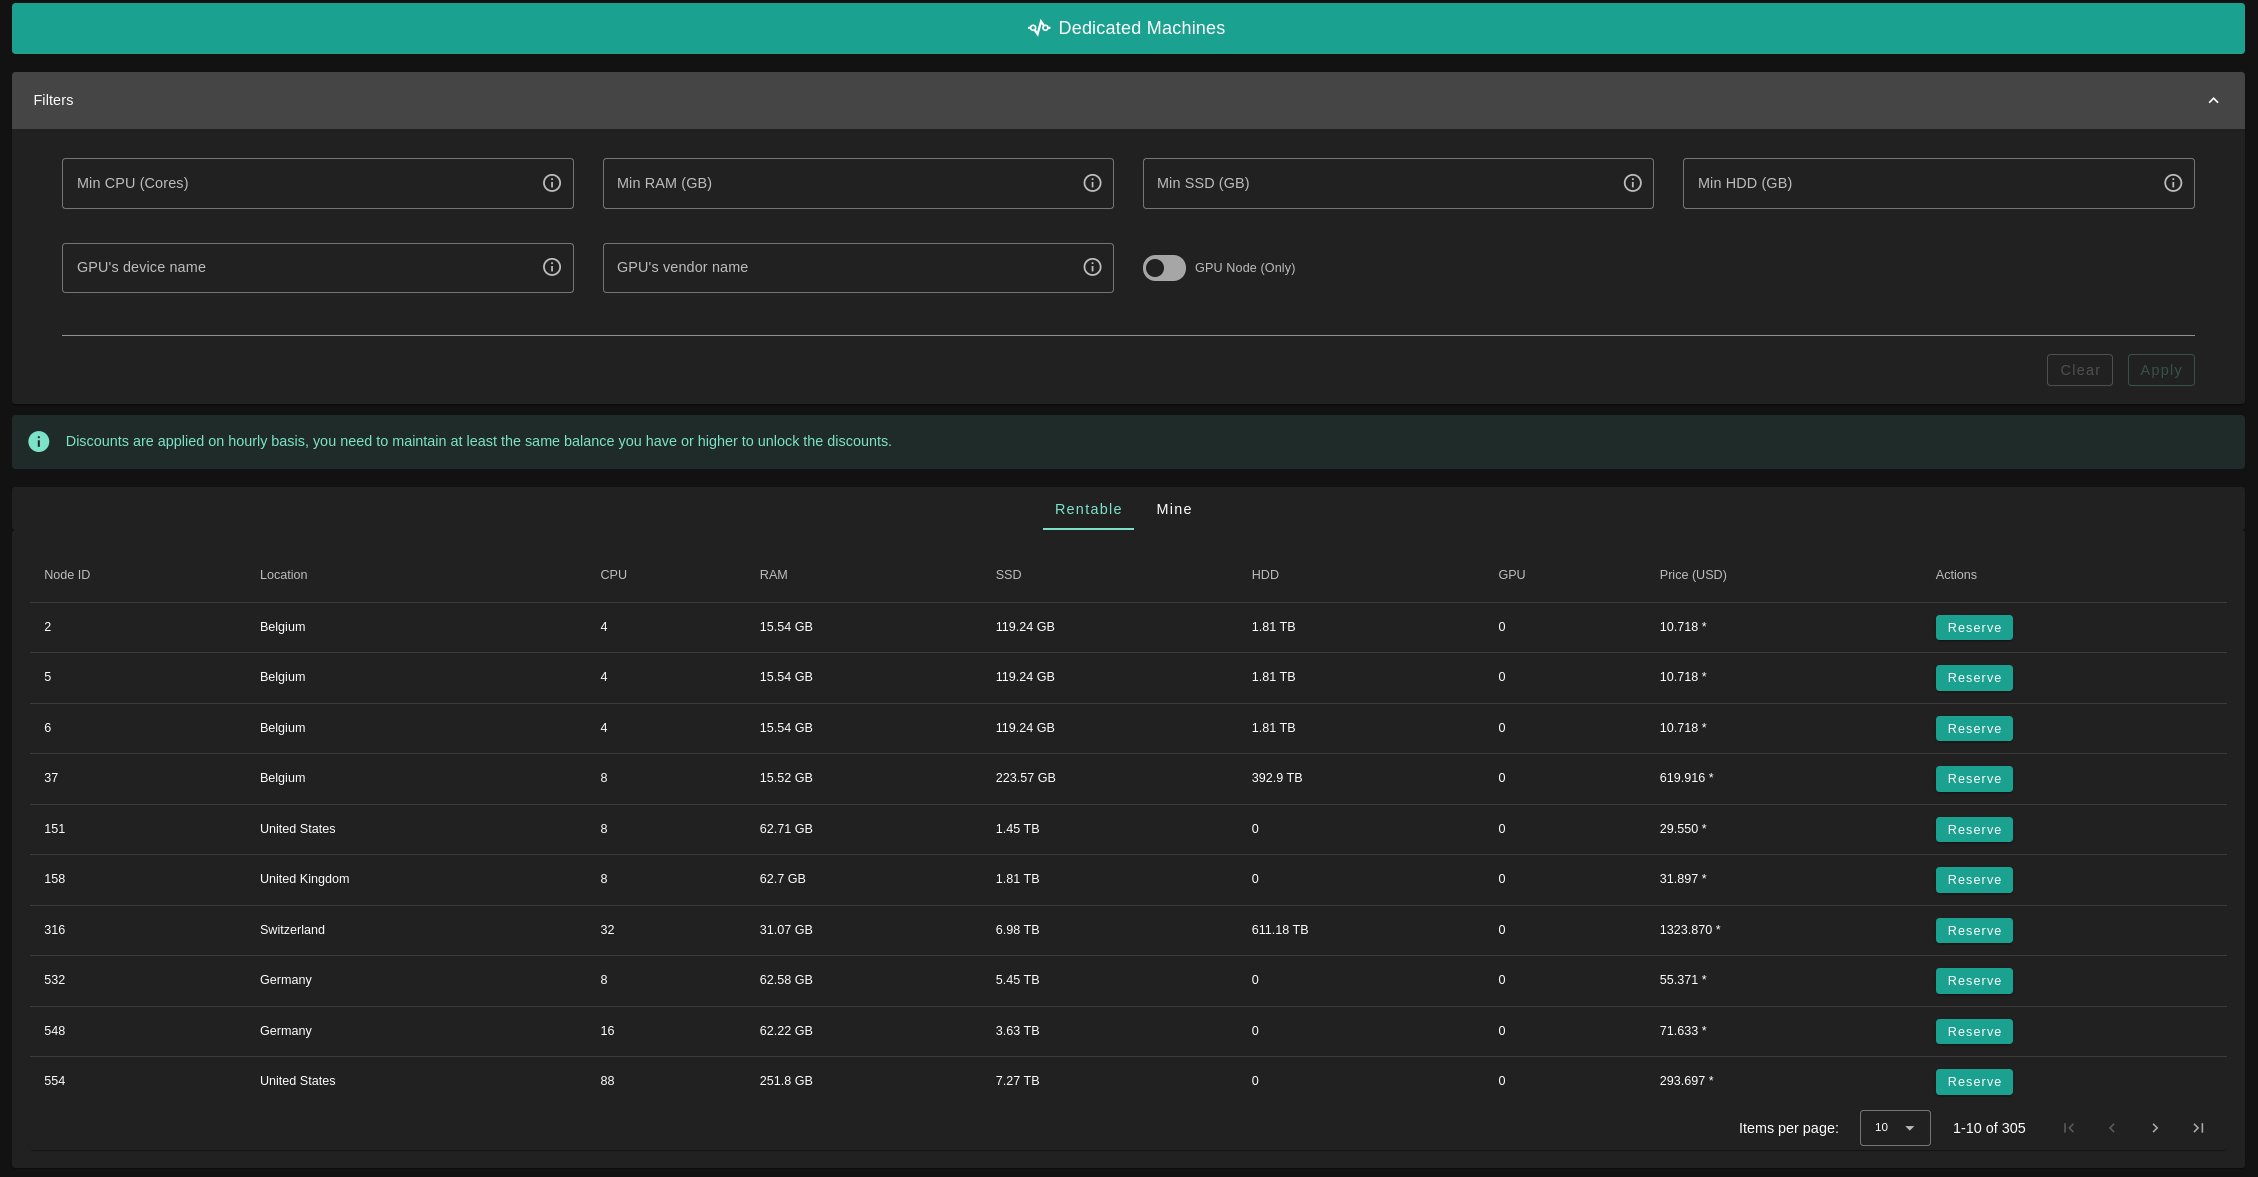 Dedicated Machines
Filters
Min CPU (Cores) Min RAM (GB) Min SSD (GB) Min HDD (GB)
GPU's device name GPU's vendor name GPU Node (Only)
Clear Apply
Discounts are applied on hourly basis, you need to maintain at least the same balance you have or higher to unlock the discounts.
Rentable Mine
Node ID Location CPU RAM SSD HDD GPU Price (USD) Actions
2 Belgium 4 15.54 GB 119.24 GB 1.81 TB 0 10.718 * Reserve
5 Belgium 4 15.54 GB 119.24 GB 1.81 TB 0 10.718 * Reserve
6 Belgium 4 15.54 GB 119.24 GB 1.81 TB 0 10.718 * Reserve
37 Belgium 8 15.52 GB 223.57 GB 392.9 TB 0 619.916 * Reserve
151 United States 8 62.71 GB 1.45 TB 0 0 29.550 * Reserve
158 United Kingdom 8 62.7 GB 1.81 TB 0 0 31.897 * Reserve
316 Switzerland 32 31.07 GB 6.98 TB 611.18 TB 0 1323.870 * Reserve
532 Germany 8 62.58 GB 5.45 TB 0 0 55.371 * Reserve
548 Germany 16 62.22 GB 3.63 TB 0 0 71.633 * Reserve
554 United States 88 251.8 GB 7.27 TB 0 0 293.697 * Reserve
Items per page: 10 1-10 of 305